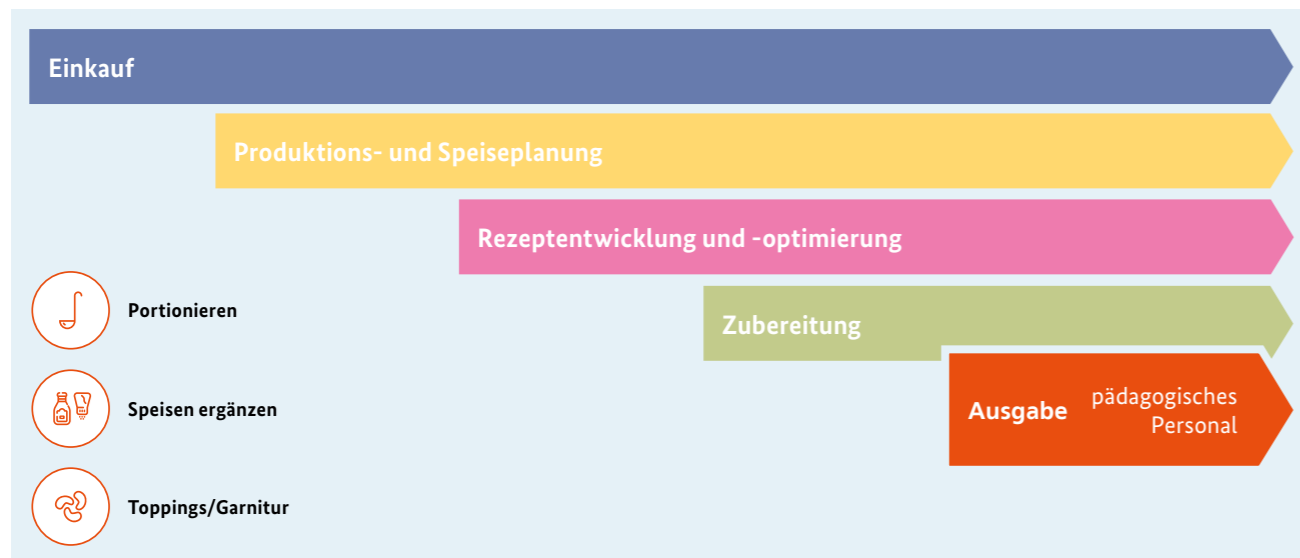 Einkauf
Produktions- und Speiseplanung
Rezeptentwicklung und -optimierung
Portionieren
Zubereitung
Speisen ergänzen
Ausgabe
pädagogisches
Personal
Toppings/Garnitur